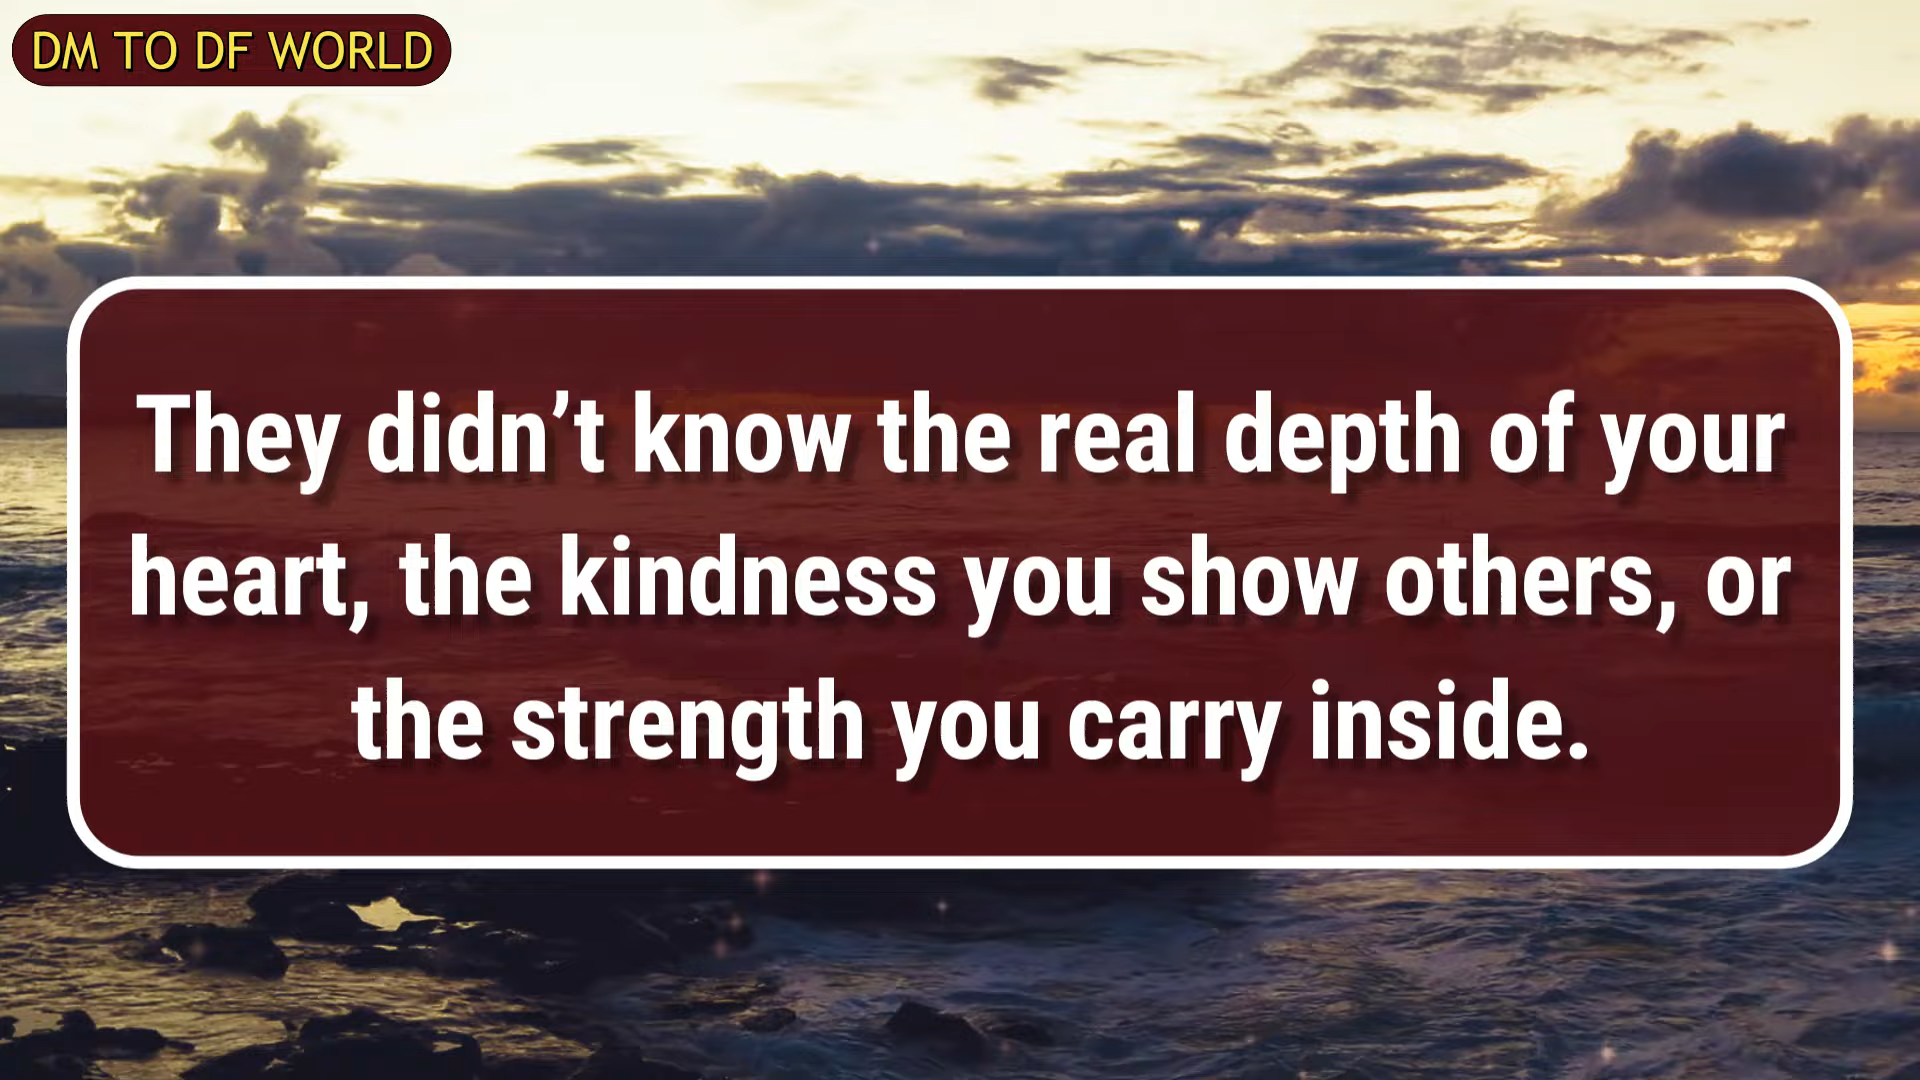 DM TO DF WORLD
They didn’t know the real depth of your
heart, the kindness you show others, or
the strength you carry inside.